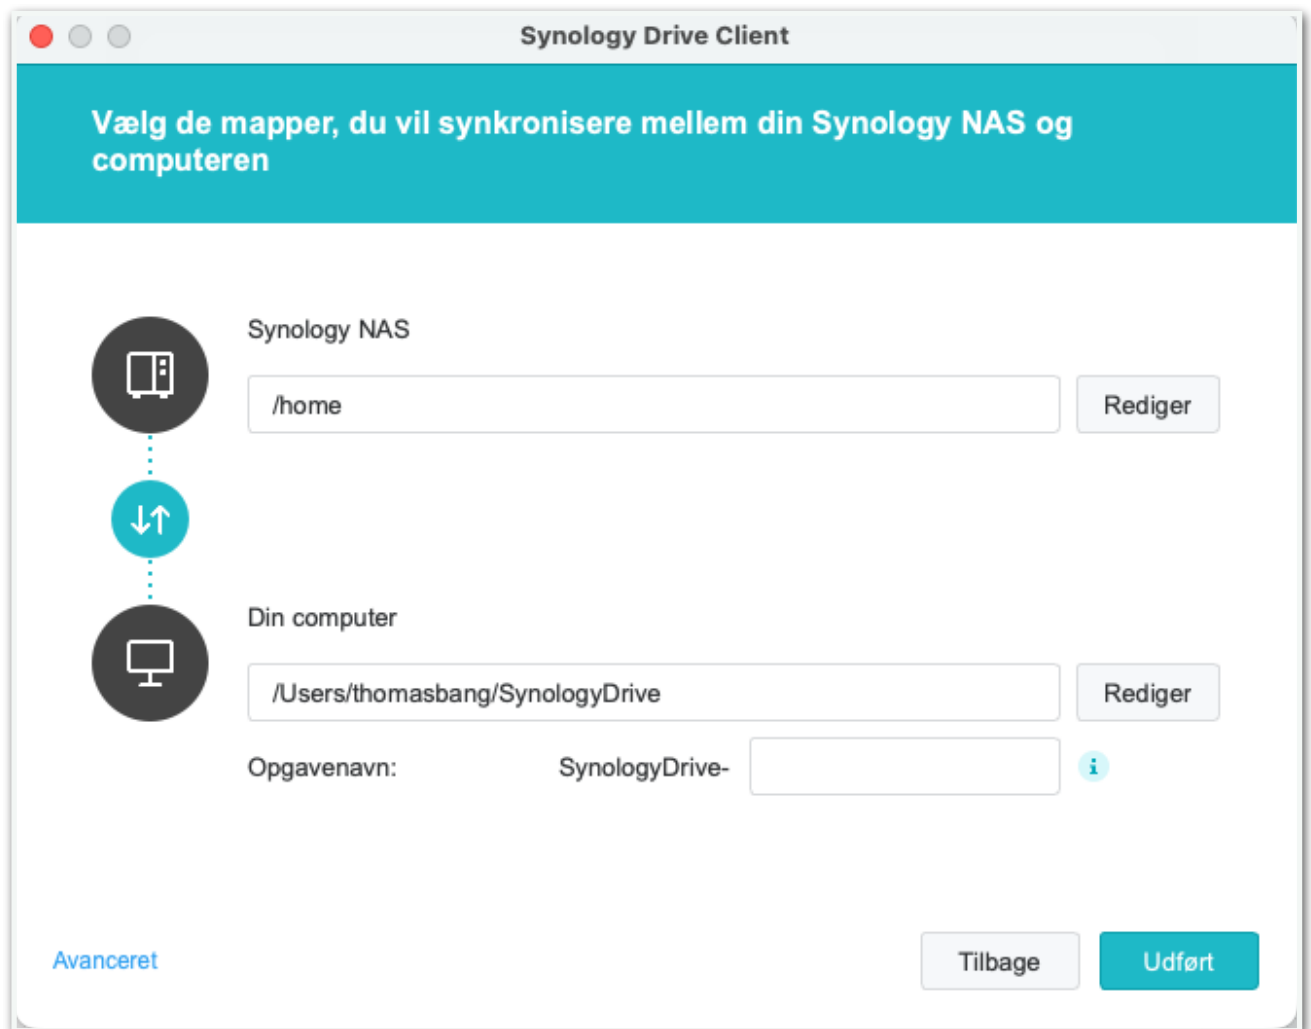 Synology Drive Client
Vælg de mapper, du vil synkronisere mellem din Synology NAS og
computeren
Synology NAS
/home
Rediger
Din computer
/Users/thomasbang/SynologyDrive
Rediger
Opgavenavn:
SynologyDrive-
i
Avanceret
Tilbage
Udført